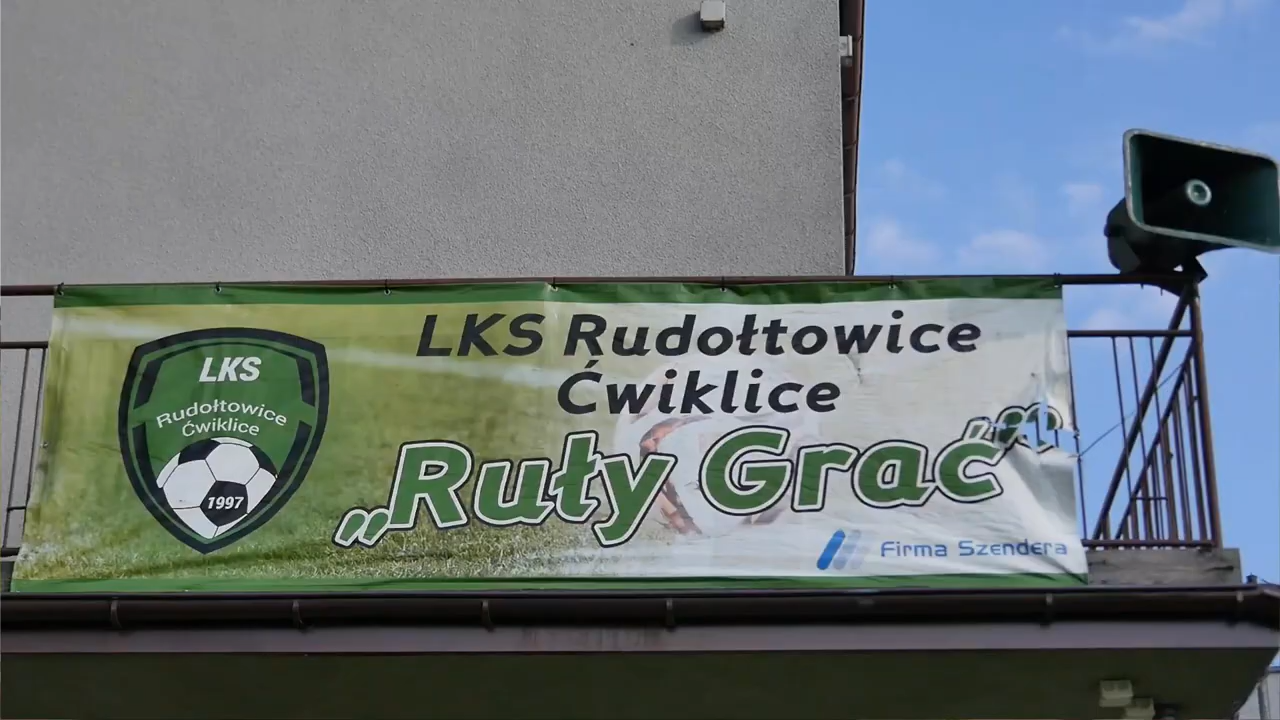 LKS Rudołtowice
Ćwiklice
„Ruły Grać”
LKS
Rudołtowice
Ćwiklice
1997
Firma Szendera